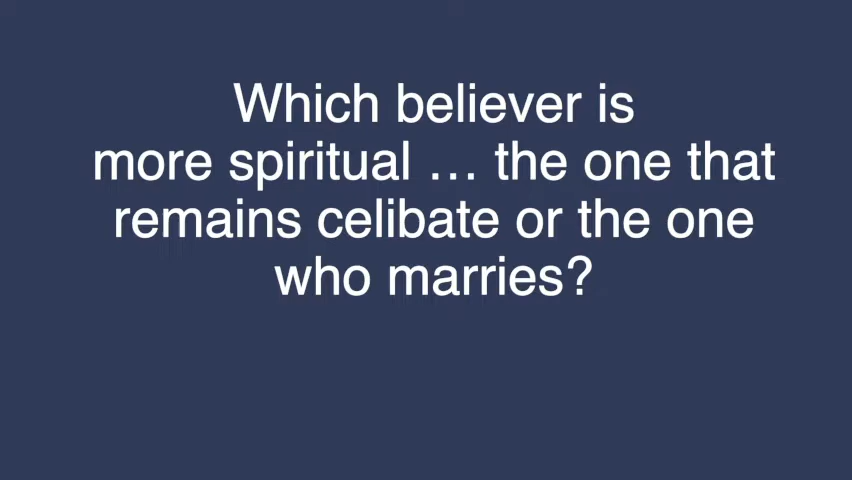 Which believer is
more spiritual … the one that
remains celibate or the one
who marries?